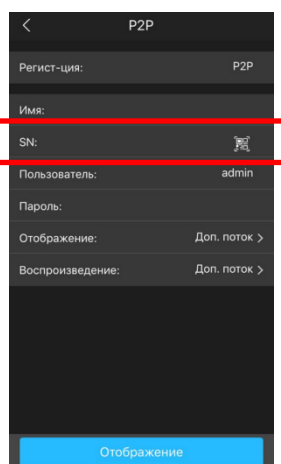 P2P
Регист-ция: P2P
Имя:
SN:
Пользователь: admin
Пароль:
Отображение: Доп. поток >
Воспроизведение: Доп. поток >
Отображение